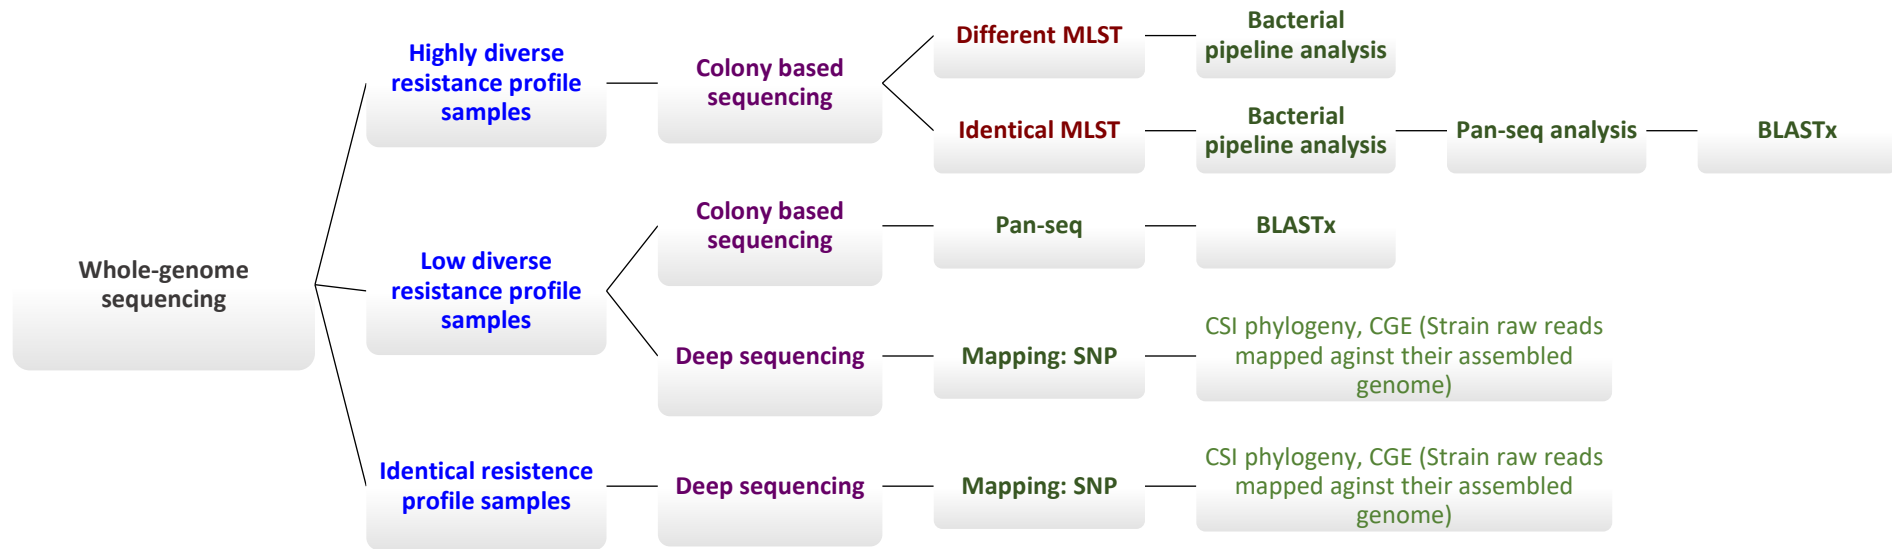 Whole-genome
sequencing
Highly diverse
resistance profile
samples
Colony based
sequencing
Different MLST
Bacterial
pipeline analysis
Identical MLST
Bacterial
pipeline analysis
Pan-seq analysis
BLASTx
Low diverse
resistance profile
samples
Colony based
sequencing
Pan-seq
BLASTx
Deep sequencing
Mapping: SNP
CSI phylogeny, CGE (Strain raw reads
mapped aginst their assembled
genome)
Identical resistence
profile samples
Deep sequencing
Mapping: SNP
CSI phylogeny, CGE (Strain raw reads
mapped aginst their assembled
genome)